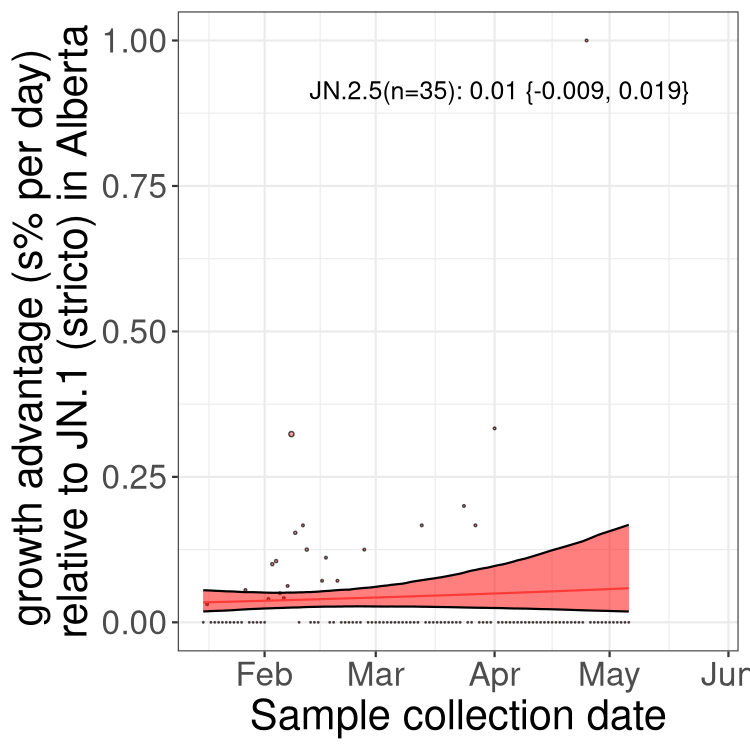 growth advantage (s% per day)
relative to JN.1 (stricto) in Alberta
1.00
0.75
0.50
0.25
0.00
JN.2.5(n=35): 0.01 {-0.009, 0.019}
Feb Mar Apr May Jun
Sample collection date